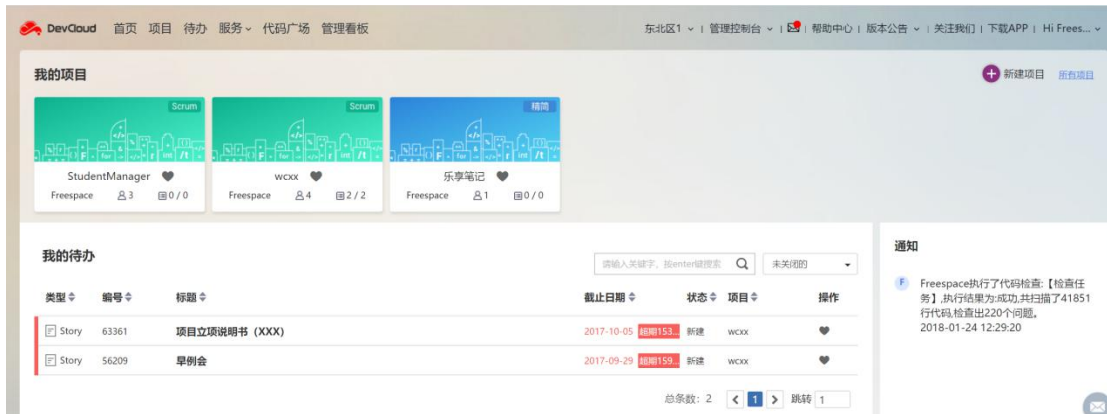 DevCloud 首页 项目 待办 服务 代码广场 管理看板 东北区1 | 管理控制台 | | 帮助中心 | 版本公告 | 关注我们 | 下载APP | Hi Frees...
我的项目 新建项目 所有项目
Scrum Scrum 精简
StudentManager wcxx 乐享笔记
Freespace 3 0 / 0 Freespace 4 2 / 2 Freespace 1 0 / 0
我的待办 请输入关键字，按enter键搜索 未关闭的
类型 编号 标题 截止日期 状态 项目 操作
Story 63361 项目立项说明书（XXX） 2017-10-05 超期153... 新建 wcxx
Story 56209 早例会 2017-09-29 超期159... 新建 wcxx
总条数: 2 < 1 > 跳转 1
通知
F Freespace执行了代码检查:【检查任
务】,执行结果为:成功,共扫描了41851
行代码,检查出220个问题。
2018-01-24 12:29:20